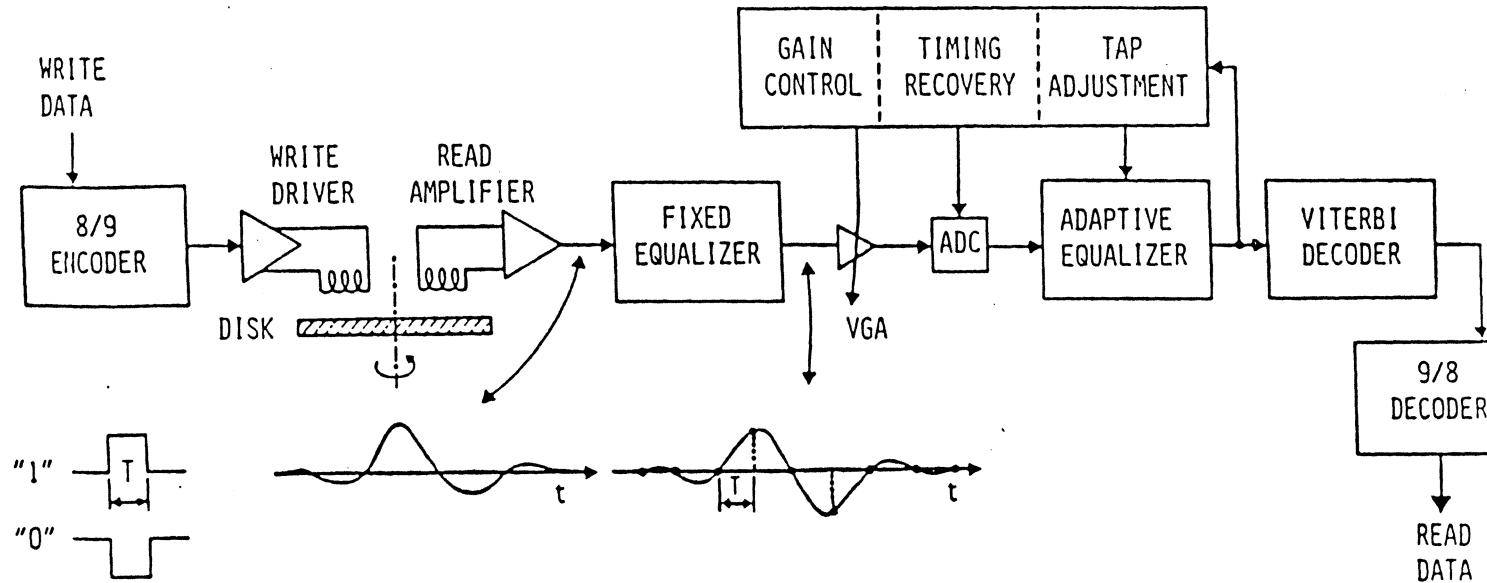 WRITE
DATA
8/9
ENCODER
WRITE
DRIVER
READ
AMPLIFIER
DISK
FIXED
EQUALIZER
GAIN
CONTROL
TIMING
RECOVERY
TAP
ADJUSTMENT
VGA
ADC
ADAPTIVE
EQUALIZER
VITERBI
DECODER
9/8
DECODER
READ
DATA
"1"
T
"0"
t
T
t